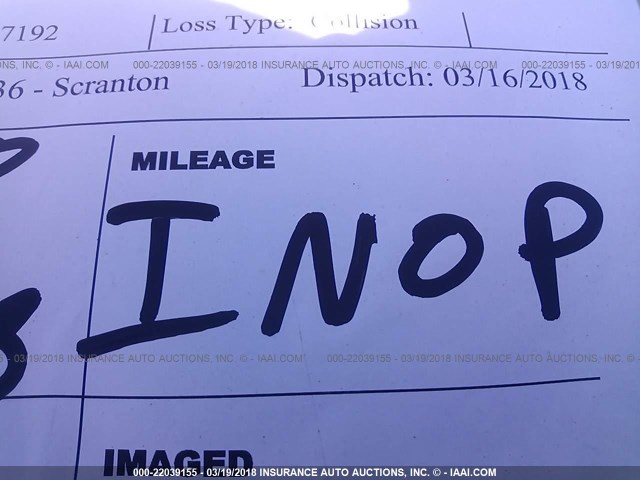 7192 Loss Type: Collision
NS, INC. © - IAAI.COM 000-22039155 - 03/19/2018 INSURANCE AUTO AUCTIONS, INC. © - IAAI.COM 000-22039155 - 03/19/2018
36 - Scranton Dispatch: 03/16/2018
MILEAGE
INOP
- 03/19/2018 INSURANCE AUTO AUCTIONS, INC. © - IAAI.COM 000-22039155 - 03/19/2018 INSURANCE AUTO AUCTIONS, INC. ©
IMAGED
000-22039155 - 03/19/2018 INSURANCE AUTO AUCTIONS, INC. © - IAAI.COM